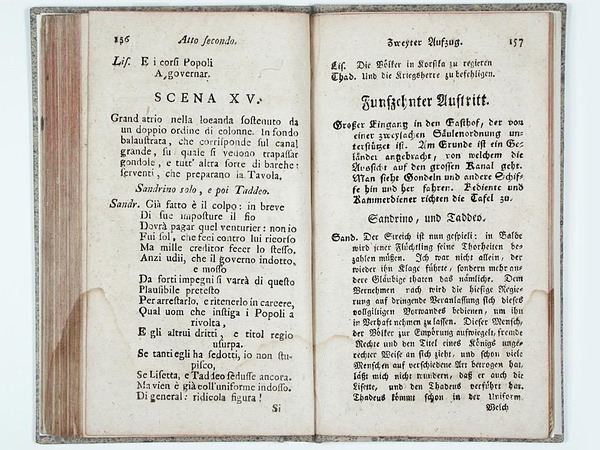 156 Atto secondo.
Lis. E i corsi Popoli
A governar.
SCENA XV.
Grand atrio nella locanda sostenuto da
un doppio ordine di colonne. In fondo
balaustrata, che corrisponde sul canal
grande, su quale si vedono trapassar
gondole, e tutt' altra sorte di barche:
serventi, che preparano la Tavola.
Sandrino solo, e poi Taddeo.
Sandr. Già fatto è il colpo: in breve
Di sue imposture il fio
Dovrà pagar quel venturier: non io
Fui sol, che feci contro lui ricorso
Ma mille creditor fecer lo stesso.
Anzi udii, che il governo indotto,
e mosso
Da forti impegni si varrà di questo
Plausibile pretesto
Per arrestarlo, e ritenerlo in carcere,
Qual uom che instiga i Popoli a
rivolta,
E gli altrui dritti, e titol regio
usurpa.
Se tanti egli ha sedotti, io non stu-
pisco,
Se Lisetta, e Taddeo sedusse ancora.
Ma vien è già coll'uniforme indosso.
Di general: ridicola figura!
Si
Zweyter Aufzug. 157
Lis. Die Völker in Korsika zu regieren
Thad. Und die Kriegsherre zu befehligen.
Funfzehnter Auftritt.
Großer Eingang in den Gasthof, der von
einer zweyfachen Säulenordnung un-
terstützet ist. Am Grunde ist ein Ge-
länder angebracht, von welchem die
Aussicht auf den grossen Kanal geht.
Man sieht Gondeln und andere Schif-
fe hin und her fahren. Bediente und
Kammerdiener richten die Tafel zu.
Sandrino, und Taddeo.
Sand. Der Streich ist nun gespielt: in Balde
wird jener Flüchtling seine Thorheiten be-
zahlen müßen. Ich war nicht allein, der
wieder ihn Klage führte, sondern mehr an-
dere Gläubige thaten das nämliche. Dem
Vernehmen nach wird die hiesige Regie-
rung auf dringende Veranlassung sich dieses
vollgiltigen Vorwandes bedienen, um ihn
in Verhaft nehmen zu lassen. Dieser Mensch,
der Völker zur Empörung aufwiegelt, fremde
Rechte und den Titel eines Königs unge-
rechter Weise an sich zieht, und schon viele
Menschen auf verschiedene Art betrogen hat,
läßt mich nicht wundern, daß er auch die
Lisette, und den Thadeus verführt hat.
Thadeus kömmt schon in der Uniform.
Welch